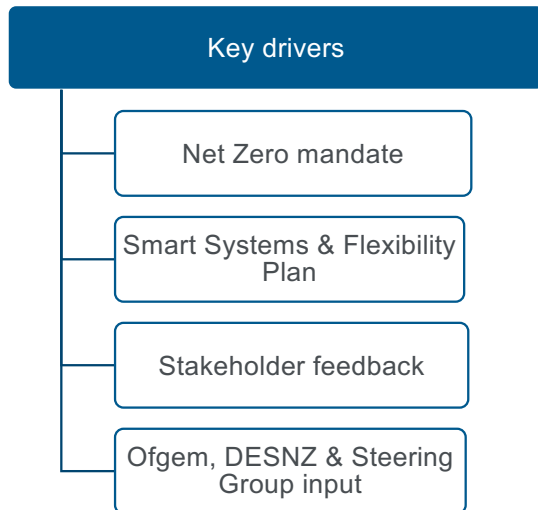 Key drivers
Net Zero mandate
Smart Systems & Flexibility
Plan
Stakeholder feedback
Ofgem, DESNZ & Steering
Group input